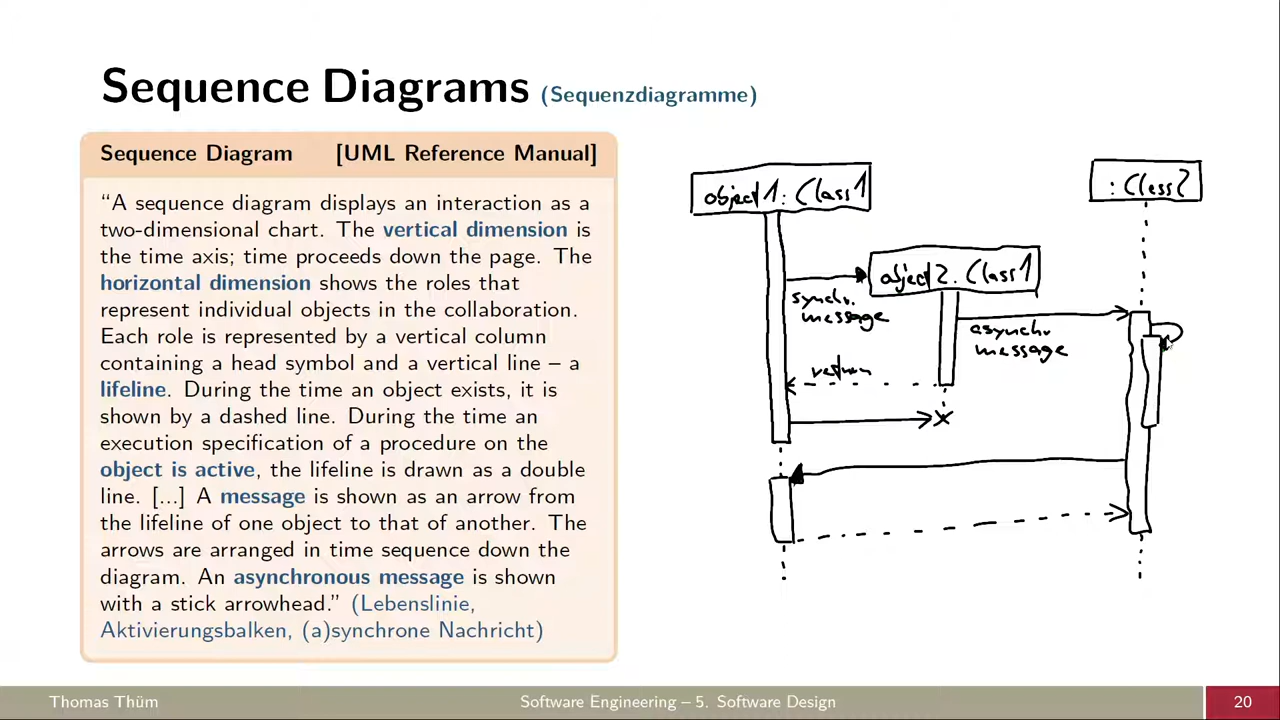 Sequence Diagrams (Sequenzdiagramme)
Sequence Diagram [UML Reference Manual]
“A sequence diagram displays an interaction as a
two-dimensional chart. The vertical dimension is
the time axis; time proceeds down the page. The
horizontal dimension shows the roles that
represent individual objects in the collaboration.
Each role is represented by a vertical column
containing a head symbol and a vertical line – a
lifeline. During the time an object exists, it is
shown by a dashed line. During the time an
execution specification of a procedure on the
object is active, the lifeline is drawn as a double
line. [...] A message is shown as an arrow from
the lifeline of one object to that of another. The
arrows are arranged in time sequence down the
diagram. An asynchronous message is shown
with a stick arrowhead.” (Lebenslinie,
Aktivierungsbalken, (a)synchrone Nachricht)
object1: Class1
: Class2
object2: Class1
synchr.
message
asynchr.
message
return
Thomas Thüm
Software Engineering – 5. Software Design
20